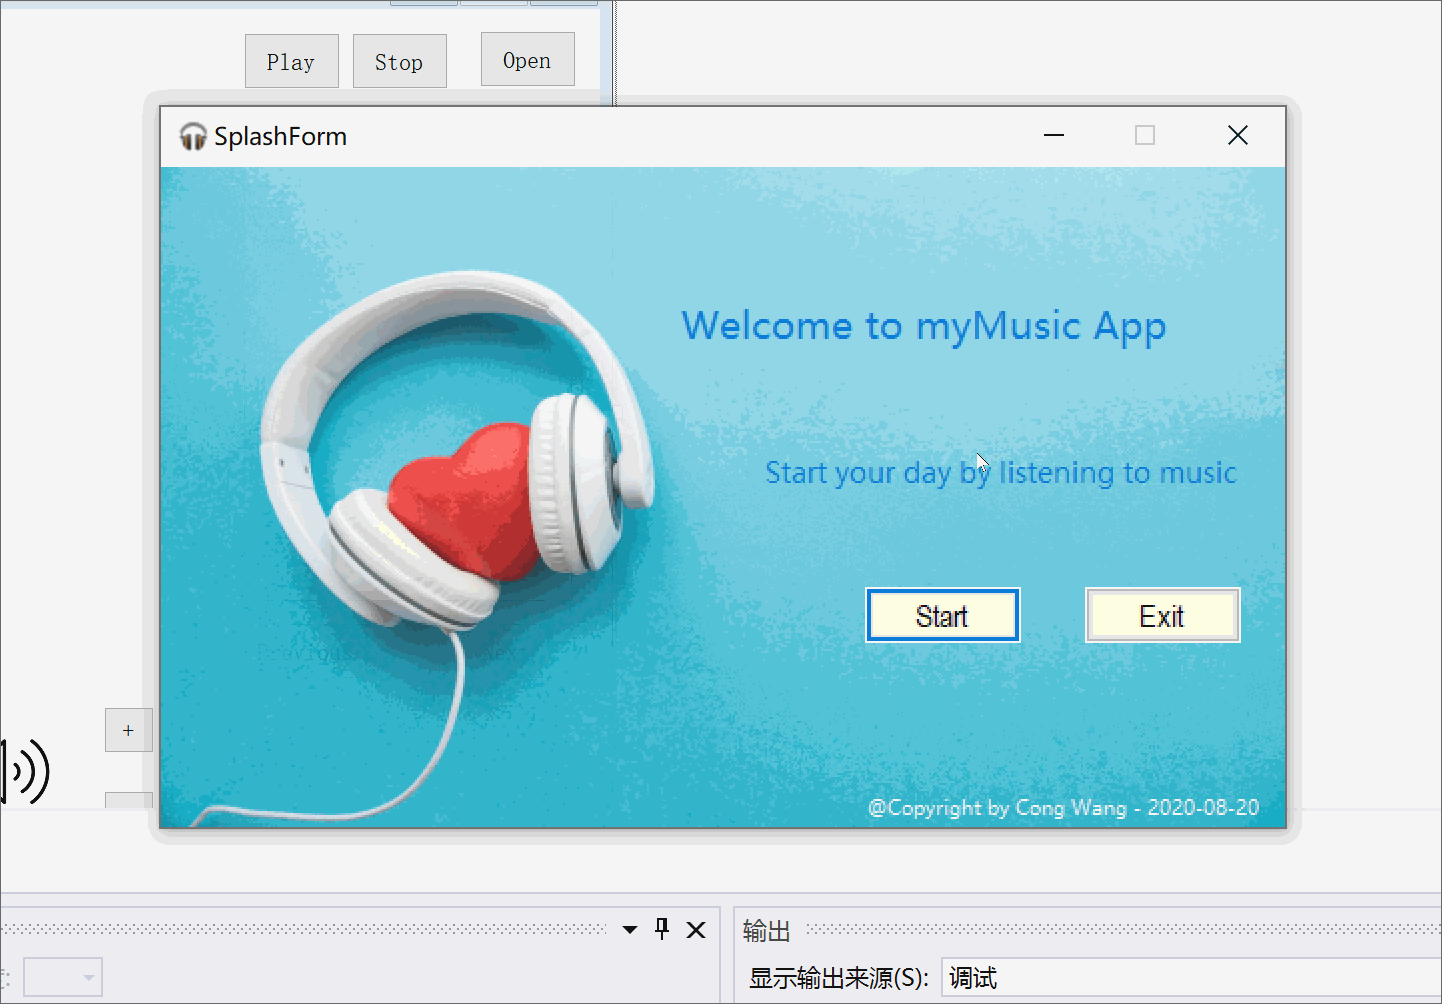 Play Stop Open
SplashForm
Welcome to myMusic App
Start your day by listening to music
Start Exit
+
@Copyright by Cong Wang - 2020-08-20
输出
显示输出来源(S): 调试